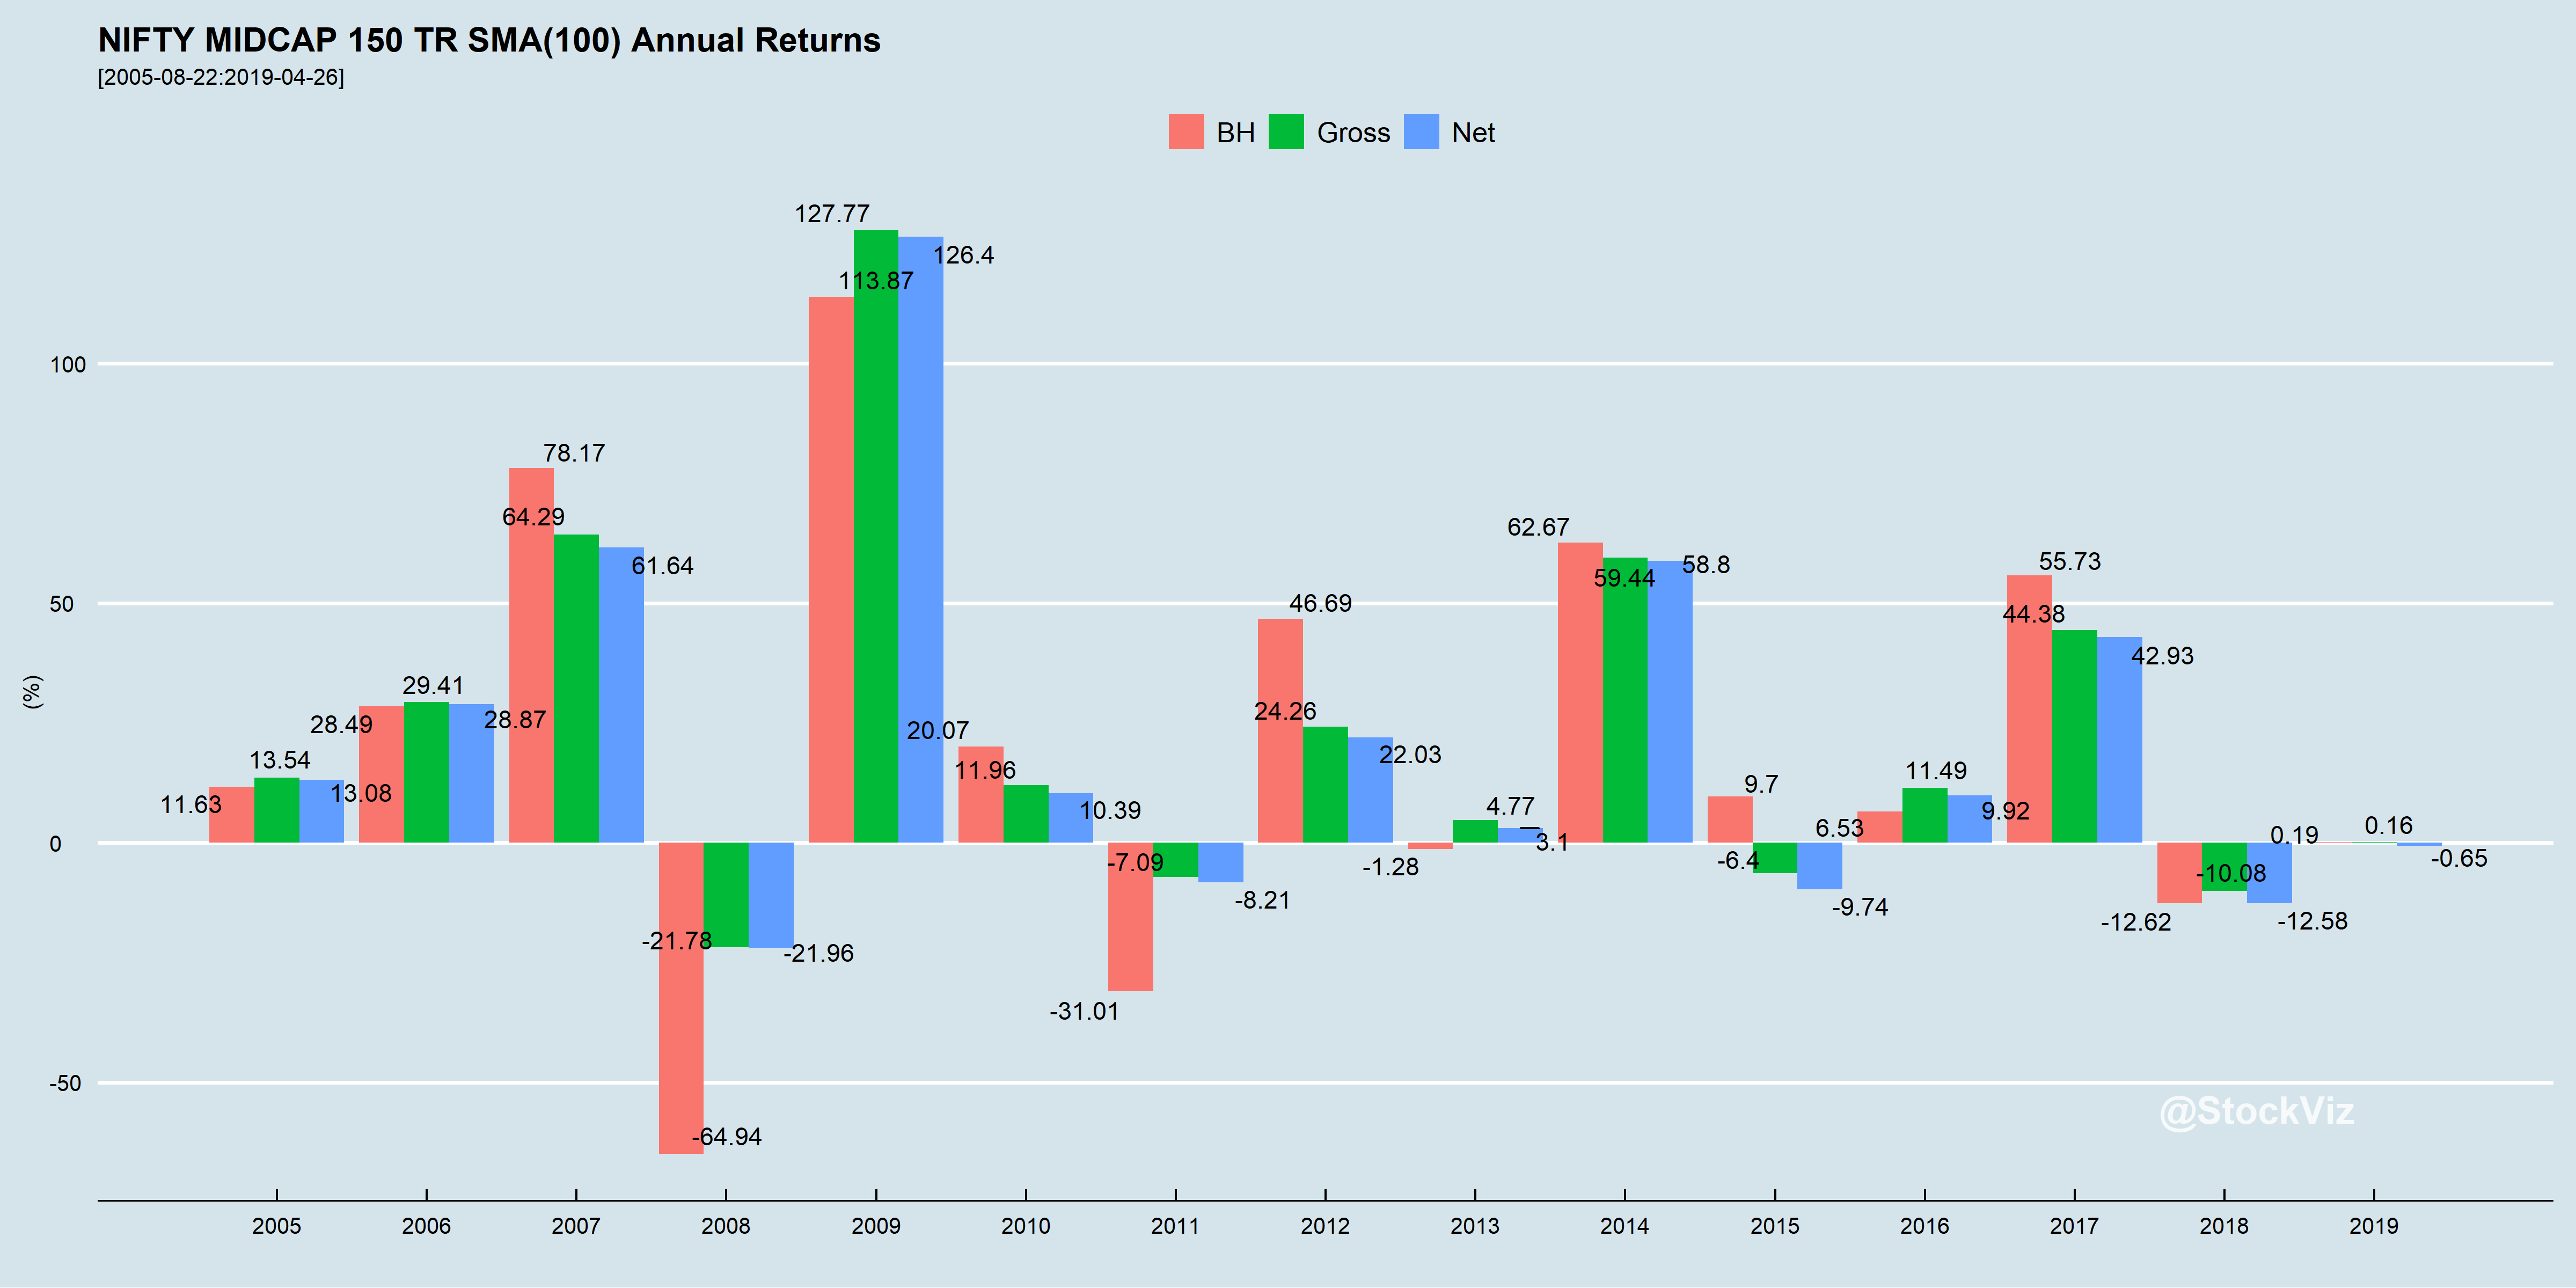 NIFTY MIDCAP 150 TR SMA(100) Annual Returns
[2005-08-22:2019-04-26]
BH Gross Net
(%)
100
50
0
-50
11.63 13.54 13.08
28.49 29.41 28.87
78.17 64.29 61.64
-64.94 -21.78 -21.96
113.87 127.77 126.4
20.07 11.96 10.39
-31.01 -7.09 -8.21
46.69 24.26 22.03
-1.28 4.77 3.1
62.67 59.44 58.8
9.7 -6.4 -9.74
6.53 11.49 9.92
55.73 44.38 42.93
-12.62 -10.08 -12.58
0.19 0.16 -0.65
@StockViz
2005 2006 2007 2008 2009 2010 2011 2012 2013 2014 2015 2016 2017 2018 2019